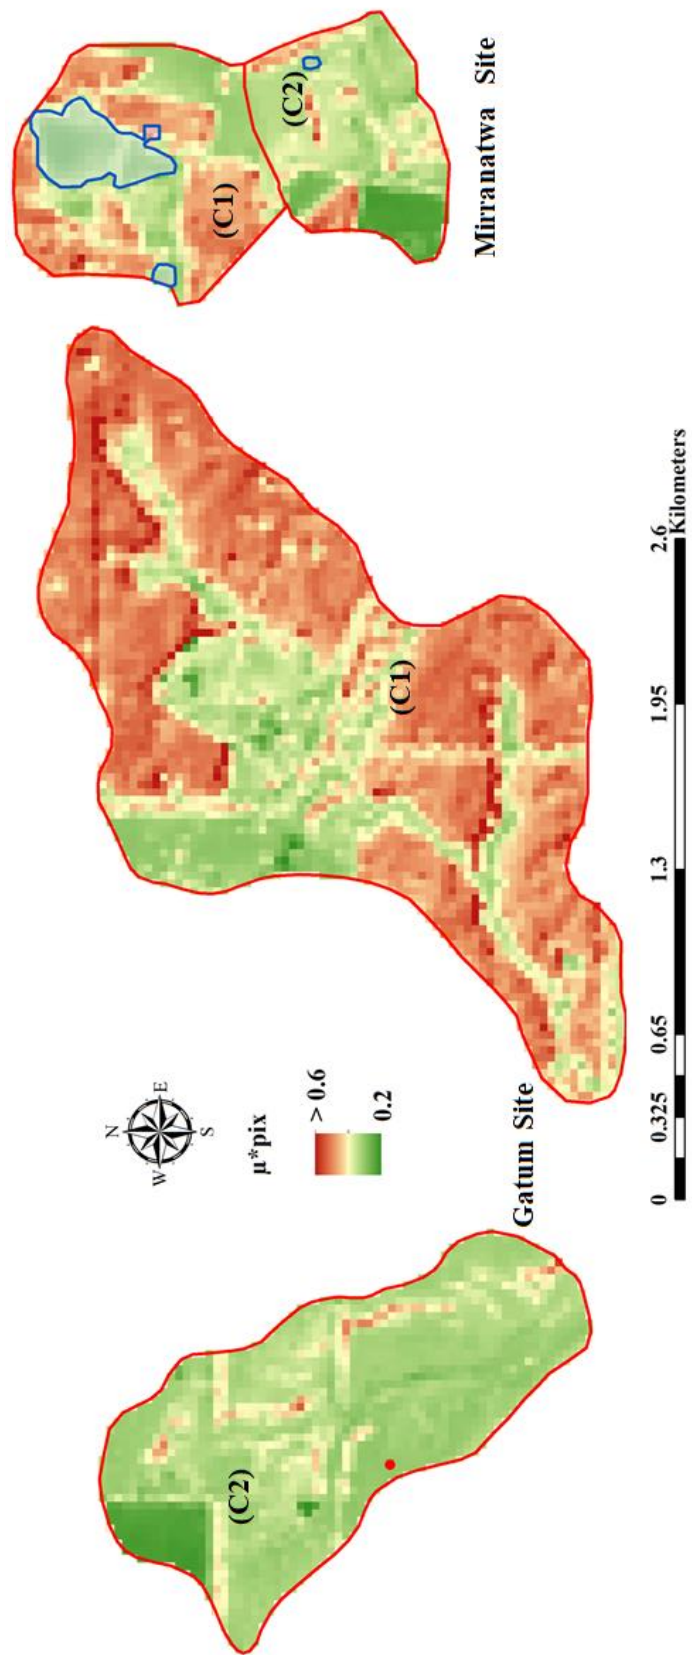 (C1)
(C2)
Mirranatwa Site
(C1)
N
E
S
W
μ*pix
> 0.6
0.2
Gatum Site
0 0.325 0.65 1.3 1.95 2.6
Kilometers
(C2)